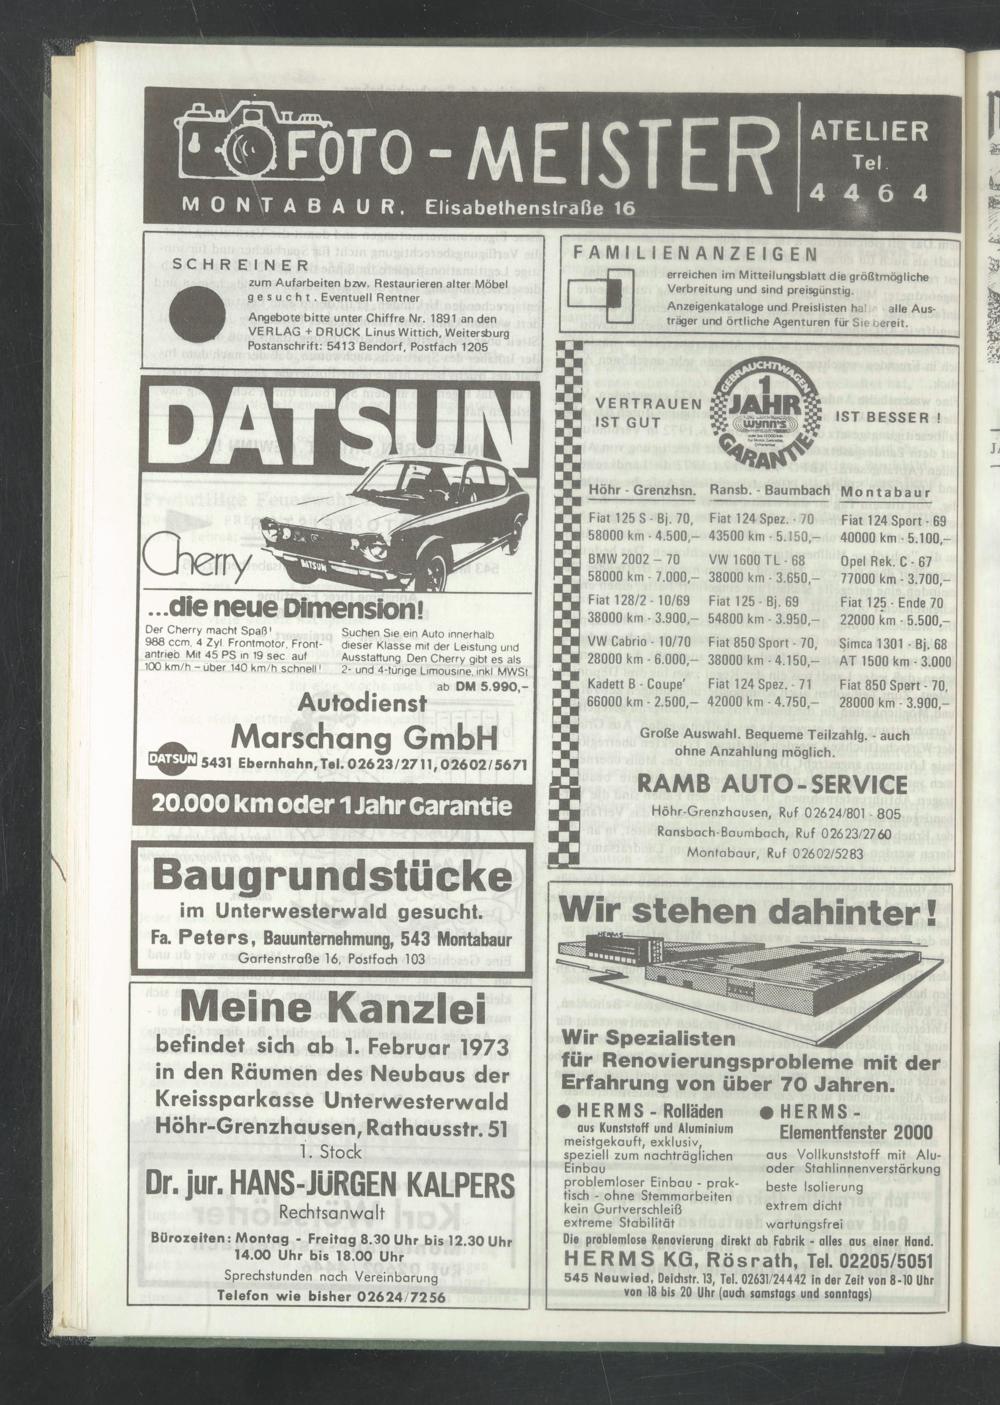 FOTO - MEISTER
MONTABAUR, Elisabethenstraße 16
ATELIER
Tel.
4 4 6 4
SCHREINER
zum Aufarbeiten bzw. Restaurieren alter Möbel
gesucht. Eventuell Rentner
Angebote bitte unter Chiffre Nr. 1891 an den
VERLAG + DRUCK Linus Wittich, Weitersburg
Postanschrift: 5413 Bendorf, Postfach 1205
FAMILIENANZEIGEN
erreichen im Mitteilungsblatt die größtmögliche
Verbreitung und sind preisgünstig.
Anzeigenkataloge und Preislisten alle Aus-
träger und örtliche Agenturen für Sie bereit.
DATSUN
Cherry
DATSUN
...die neue Dimension!
Der Cherry macht Spaß!
988 ccm, 4 Zyl. Frontmotor, Front-
antrieb. Mit 45 PS in 19 sec. auf
100 km/h – über 140 km/h schnell!
Suchen Sie ein Auto innerhalb
dieser Klasse mit der Leistung und
Ausstattung. Den Cherry gibt es als
2- und 4-türige Limousine, inkl. MWSt
ab DM 5.990,-
Autodienst
Marschang GmbH
DATSUN 5431 Ebernhahn, Tel. 02623/2711, 02602/5671
20.000 km oder 1 Jahr Garantie
VERTRAUEN
IST GUT
GEBRAUCHTWAGEN
1
JAHR
wynn's
GARANTIE
IST BESSER !
Höhr - Grenzhsn. Ransb. - Baumbach Montabaur
Fiat 125 S - Bj. 70, Fiat 124 Spez. - 70 Fiat 124 Sport - 69
58000 km - 4.500,— 43500 km - 5.150,— 40000 km - 5.100,—
BMW 2002 – 70 VW 1600 TL - 68 Opel Rek. C - 67
58000 km - 7.000,— 38000 km - 3.650,— 77000 km - 3.700,—
Fiat 128/2 - 10/69 Fiat 125 - Bj. 69 Fiat 125 - Ende 70
38000 km - 3.900,— 54800 km - 3.950,— 22000 km - 5.500,—
VW Cabrio - 10/70 Fiat 850 Sport - 70, Simca 1301 - Bj. 68
28000 km - 6.000,— 38000 km - 4.150,— AT 1500 km - 3.000
Kadett B - Coupe' Fiat 124 Spez. - 71 Fiat 850 Spert - 70,
66000 km - 2.500,— 42000 km - 4.750,— 28000 km - 3.900,—
Große Auswahl. Bequeme Teilzahlg. - auch
ohne Anzahlung möglich.
RAMB AUTO - SERVICE
Höhr-Grenzhausen, Ruf 02624/801 - 805
Ransbach-Baumbach, Ruf 02623/2760
Montabaur, Ruf 02602/5283
Baugrundstücke
im Unterwesterwald gesucht.
Fa. Peters, Bauunternehmung, 543 Montabaur
Gartenstraße 16, Postfach 103
Meine Kanzlei
befindet sich ab 1. Februar 1973
in den Räumen des Neubaus der
Kreissparkasse Unterwesterwald
Höhr-Grenzhausen, Rathausstr. 51
1. Stock
Dr. jur. HANS-JÜRGEN KALPERS
Rechtsanwalt
Bürozeiten: Montag - Freitag 8.30 Uhr bis 12.30 Uhr
14.00 Uhr bis 18.00 Uhr
Sprechstunden nach Vereinbarung
Telefon wie bisher 02624/7256
Wir stehen dahinter!
HERMS
Wir Spezialisten
für Renovierungsprobleme mit der
Erfahrung von über 70 Jahren.
● HERMS - Rolläden
aus Kunststoff und Aluminium
meistgekauft, exklusiv,
speziell zum nachträglichen
Einbau
problemloser Einbau - prak-
tisch - ohne Stemmarbeiten
kein Gurtverschleiß
extreme Stabilität
● HERMS -
Elementfenster 2000
aus Vollkunststoff mit Alu-
oder Stahlinnenverstärkung
beste Isolierung
extrem dicht
wartungsfrei
Die problemlose Renovierung direkt ab Fabrik - alles aus einer Hand.
HERMS KG, Rösrath, Tel. 02205/5051
545 Neuwied, Deichstr. 13, Tel. 02631/24442 in der Zeit von 8-10 Uhr
von 18 bis 20 Uhr (auch samstags und sonntags)